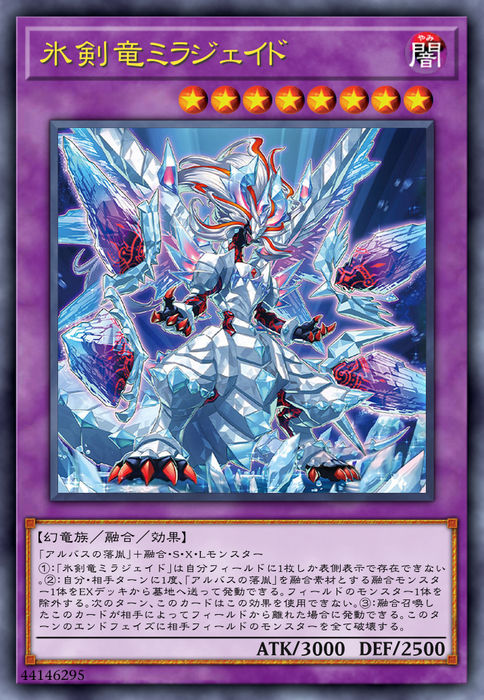 氷剣竜ミラジェイド
やみ
闇
【幻竜族／融合／効果】
「アルバスの落胤」＋融合・S・X・Lモンスター
①：「氷剣竜ミラジェイド」は自分フィールドに1枚しか表側表示で存在できない。
②：自分・相手ターンに1度、「アルバスの落胤」を融合素材とする融合モンスタ
ー1体をEXデッキから墓地へ送って発動できる。フィールドのモンスター1体を
除外する。次のターン、このカードはこの効果を使用できない。③：融合召喚し
たこのカードが相手によってフィールドから離れた場合に発動できる。このタ
ーンのエンドフェイズに相手フィールドのモンスターを全て破壊する。
ATK/3000 DEF/2500
44146295